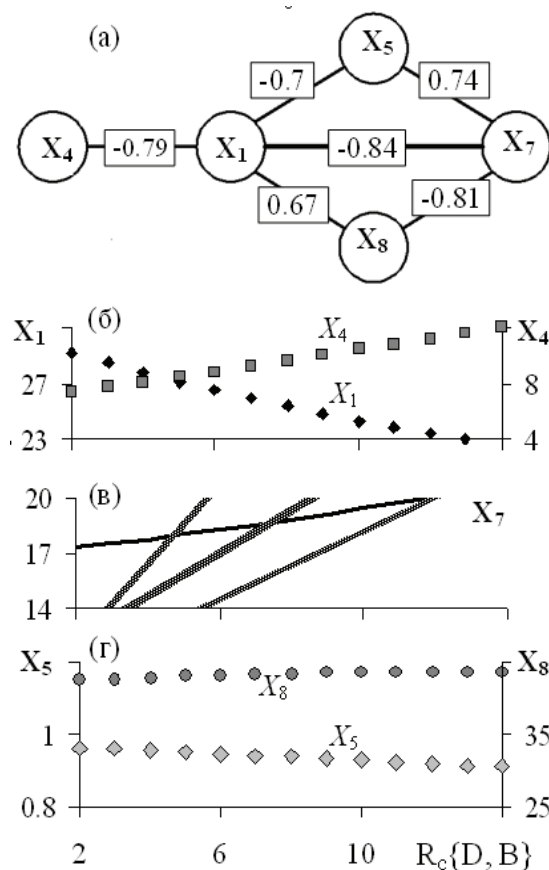 (а)
X5
-0.7
0.74
X4
-0.79
X1
-0.84
X7
0.67
-0.81
X8
X1
(б)
X4
X4
27
8
X1
23
4
20
(в)
X7
17
14
X5
(г)
X8
X8
1
35
X5
0.8
25
2
6
10
Rc{D, B}